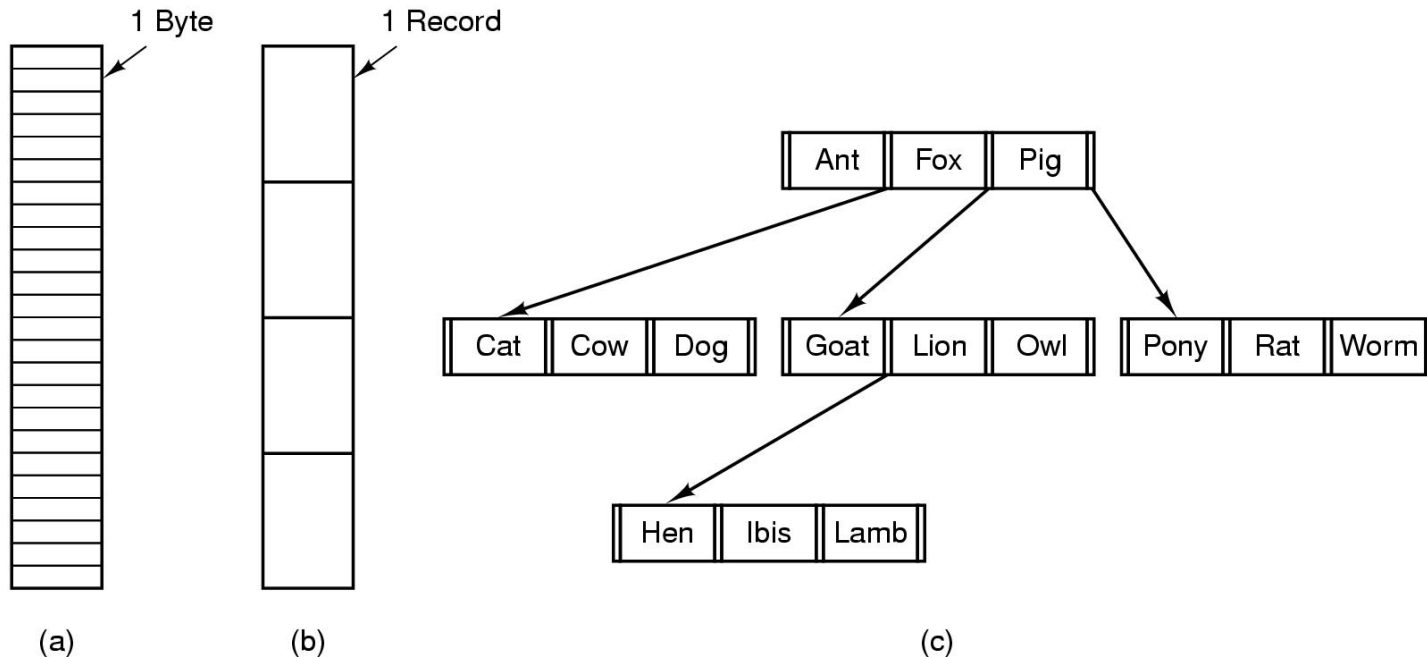 1 Byte
1 Record
Ant Fox Pig
Cat Cow Dog
Goat Lion Owl
Pony Rat Worm
Hen Ibis Lamb
(a)
(b)
(c)